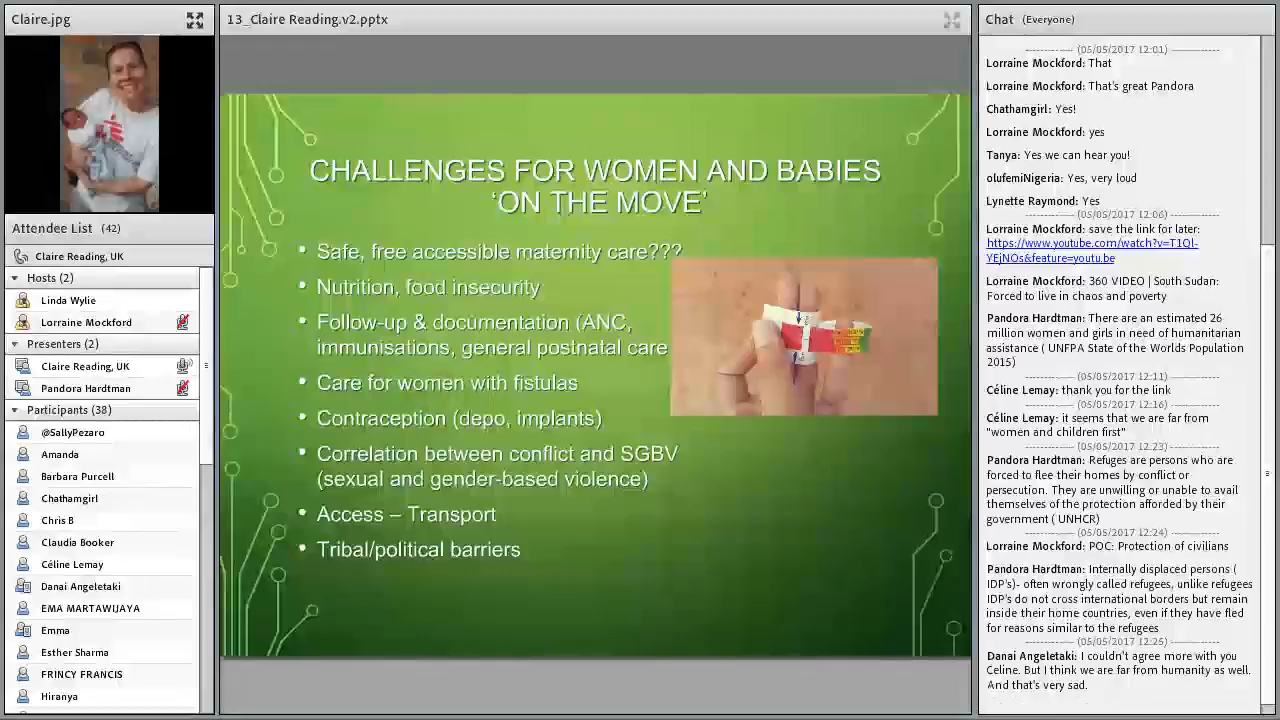 Claire.jpg
Attendee List (42)
Claire Reading, UK
Hosts (2)
Linda Wylie
Lorraine Mockford
Presenters (2)
Claire Reading, UK
Pandora Hardtman
Participants (38)
@SallyPezaro
Amanda
Barbara Purcell
Chathamgirl
Chris B
Claudia Booker
Céline Lemay
Danai Angeletaki
EMA MARTAWIJAYA
Emma
Esther Sharma
FRINCY FRANCIS
Hiranya
13_Claire Reading.v2.pptx
CHALLENGES FOR WOMEN AND BABIES
‘ON THE MOVE’
• Safe, free accessible maternity care???
• Nutrition, food insecurity
• Follow-up & documentation (ANC,
immunisations, general postnatal care
• Care for women with fistulas
• Contraception (depo, implants)
• Correlation between conflict and SGBV
(sexual and gender-based violence)
• Access – Transport
• Tribal/political barriers
Chat (Everyone)
---------------- (05/05/2017 12:01) ----------------
Lorraine Mockford: That
Lorraine Mockford: That's great Pandora
Chathamgirl: Yes!
Lorraine Mockford: yes
Tanya: Yes we can hear you!
olufemiNigeria: Yes, very loud
Lynette Raymond: Yes
---------------- (05/05/2017 12:06) ----------------
Lorraine Mockford: save the link for later:
https://www.youtube.com/watch?v=T1Ql-
YEjNOs&feature=youtu.be
Lorraine Mockford: 360 VIDEO | South Sudan:
Forced to live in chaos and poverty
Pandora Hardtman: There are an estimated 26
million women and girls in need of humanitarian
assistance ( UNFPA State of the Worlds Population
2015)
---------------- (05/05/2017 12:11) ----------------
Céline Lemay: thank you for the link
---------------- (05/05/2017 12:16) ----------------
Céline Lemay: it seems that we are far from
"women and children first"
---------------- (05/05/2017 12:23) ----------------
Pandora Hardtman: Refuges are persons who are
forced to flee their homes by conflict or
persecution. They are unwilling or unable to avail
themselves of the protection afforded by their
government ( UNHCR)
---------------- (05/05/2017 12:24) ----------------
Lorraine Mockford: POC: Protection of civilians
Pandora Hardtman: Internally displaced persons (
IDP's)- often wrongly called refugees, unlike refugees
IDP's do not cross international borders but remain
inside their home countries, even if they have fled
for reasons similar to the refugees
---------------- (05/05/2017 12:25) ----------------
Danai Angeletaki: I couldn't agree more with you
Celine. But I think we are far from humanity as well.
And that's very sad.